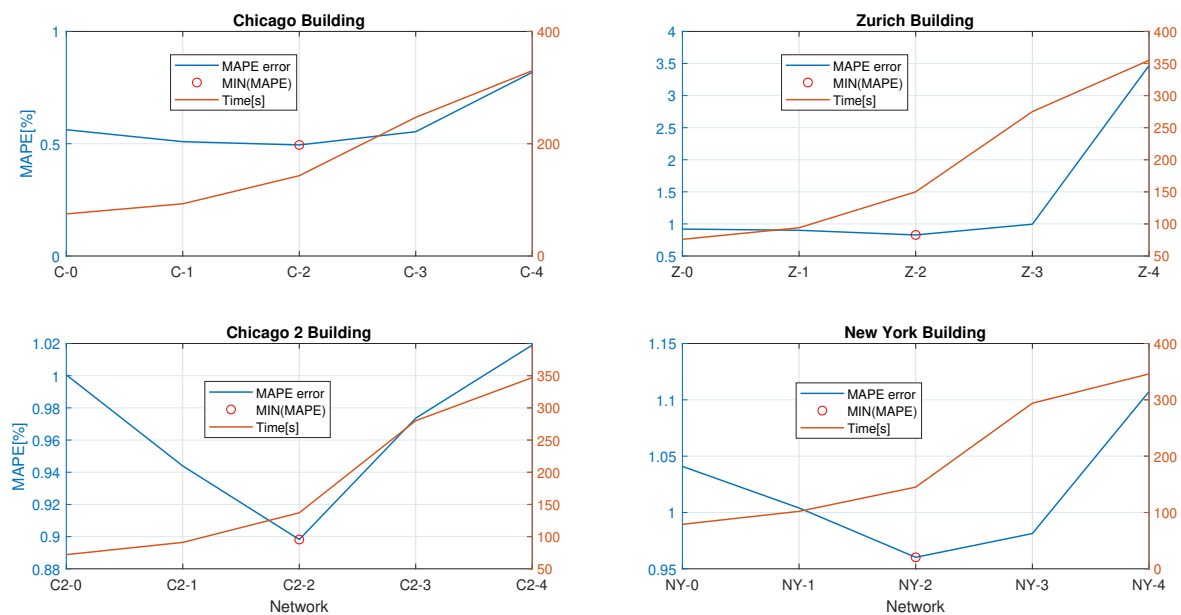 Chicago Building
MAPE[%]
1
0.5
0
400
200
0
MAPE error
MIN(MAPE)
Time[s]
C-0 C-1 C-2 C-3 C-4
Zurich Building
4
3.5
3
2.5
2
1.5
1
0.5
400
350
300
250
200
150
100
50
MAPE error
MIN(MAPE)
Time[s]
Z-0 Z-1 Z-2 Z-3 Z-4
Chicago 2 Building
MAPE[%]
1.02
1
0.98
0.96
0.94
0.92
0.9
0.88
350
300
250
200
150
100
50
MAPE error
MIN(MAPE)
Time[s]
C2-0 C2-1 C2-2 C2-3 C2-4
Network
New York Building
1.15
1.1
1.05
1
0.95
400
300
200
100
0
MAPE error
MIN(MAPE)
Time[s]
NY-0 NY-1 NY-2 NY-3 NY-4
Network